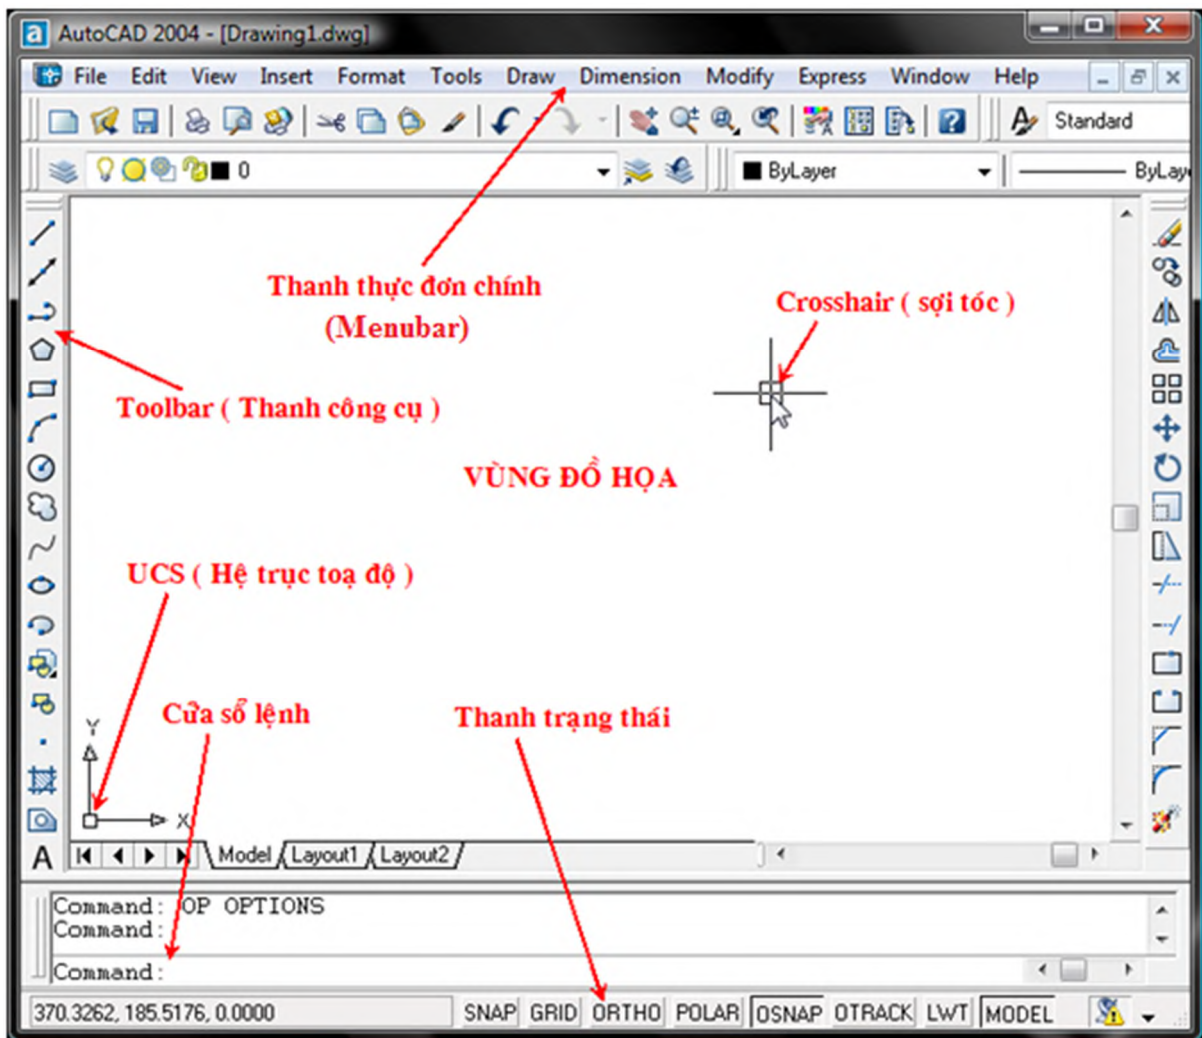 AutoCAD 2004 - [Drawing1.dwg]
File Edit View Insert Format Tools Draw Dimension Modify Express Window Help
Standard
0 ByLayer ByLay
Thanh thực đơn chính
(Menubar)
Crosshair ( sợi tóc )
Toolbar ( Thanh công cụ )
VÙNG ĐỒ HỌA
UCS ( Hệ trục toạ độ )
Cửa sổ lệnh
Thanh trạng thái
Y
X
A
Model Layout1 Layout2
Command: OP OPTIONS
Command:
Command:
370.3262, 185.5176, 0.0000 SNAP GRID ORTHO POLAR OSNAP OTRACK LWT MODEL